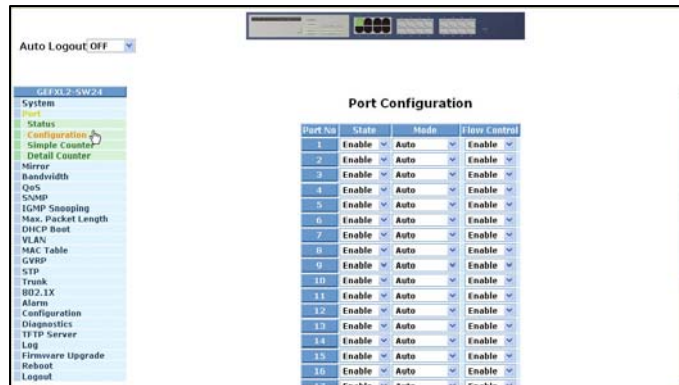 Auto Logout OFF
GEFXL2-SW24
System
Port
Status
Configuration
Simple Counter
Detail Counter
Mirror
Bandwidth
QoS
SNMP
IGMP Snooping
Max. Packet Length
DHCP Boot
VLAN
MAC Table
GVRP
STP
Trunk
802.1X
Alarm
Configuration
Diagnostics
TFTP Server
Log
Firmware Upgrade
Reboot
Logout
Port Configuration
Port No State Mode Flow Control
1 Enable Auto Enable
2 Enable Auto Enable
3 Enable Auto Enable
4 Enable Auto Enable
5 Enable Auto Enable
6 Enable Auto Enable
7 Enable Auto Enable
8 Enable Auto Enable
9 Enable Auto Enable
10 Enable Auto Enable
11 Enable Auto Enable
12 Enable Auto Enable
13 Enable Auto Enable
14 Enable Auto Enable
15 Enable Auto Enable
16 Enable Auto Enable